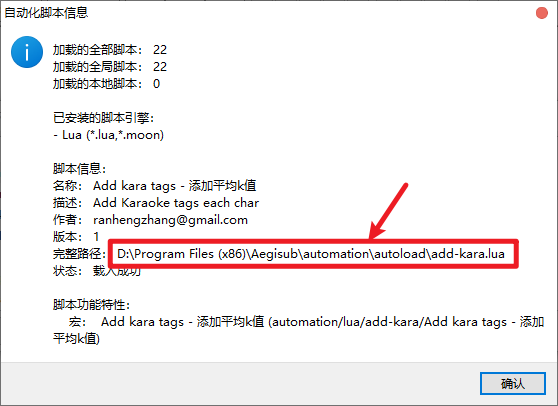 自动化脚本信息
加载的全部脚本： 22
加载的全局脚本： 22
加载的本地脚本： 0
已安装的脚本引擎：
- Lua (*.lua,*.moon)
脚本信息：
名称： Add kara tags - 添加平均k值
描述： Add Karaoke tags each char
作者： ranhengzhang@gmail.com
版本： 1
完整路径： D:\Program Files (x86)\Aegisub\automation\autoload\add-kara.lua
状态： 载入成功
脚本功能特性：
宏： Add kara tags - 添加平均k值 (automation/lua/add-kara/Add kara tags - 添加
平均k值)
确认